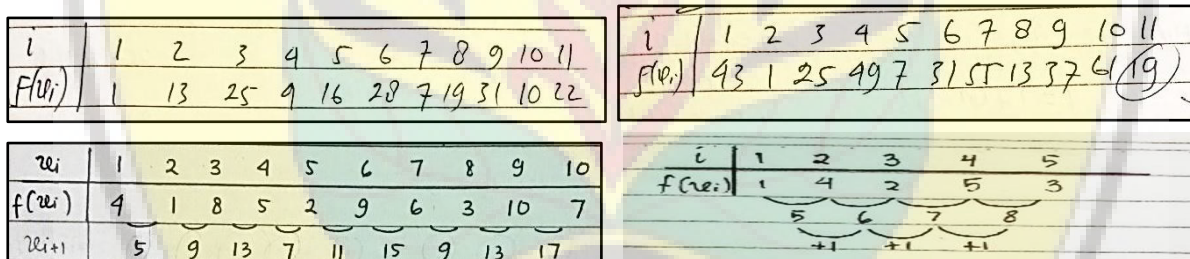 i | 1 2 3 4 5 6 7 8 9 10 11
f(vi) | 1 13 25 9 16 28 7 19 31 10 22
i | 1 2 3 4 5 6 7 8 9 10 11
f(vi) | 43 1 25 49 7 31 55 13 37 61 19
xi | 1 2 3 4 5 6 7 8 9 10
f(xi) | 4 1 8 5 2 9 6 3 10 7
xi+1 | 5 9 13 7 11 15 9 13 17
i | 1 2 3 4 5
f(xi) | 1 4 2 5 3
5 6 7 8
+1 +1 +1